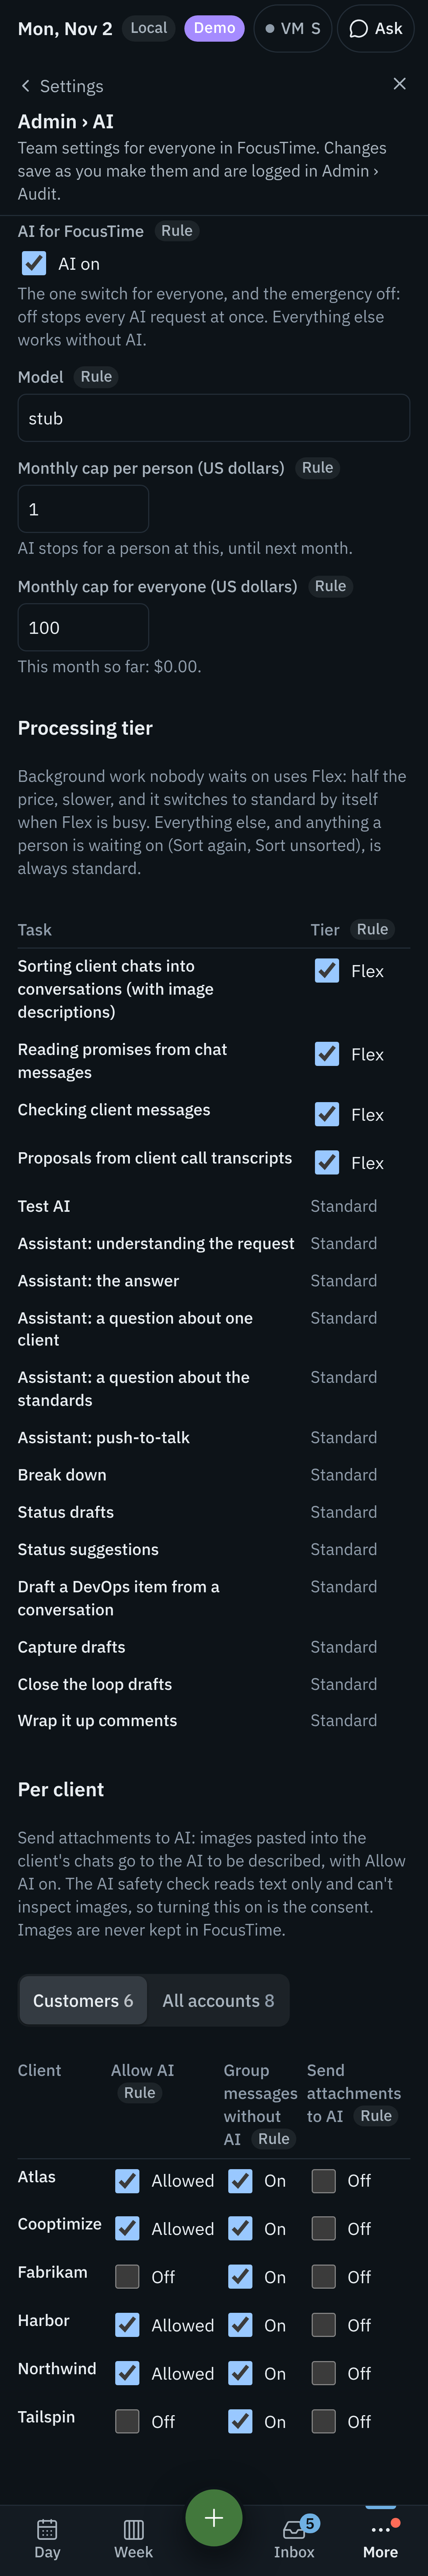 Mon, Nov 2 Local Demo VM S Ask
Settings
Admin › AI
Team settings for everyone in FocusTime. Changes
save as you make them and are logged in Admin ›
Audit.
AI for FocusTime Rule
AI on
The one switch for everyone, and the emergency off:
off stops every AI request at once. Everything else
works without AI.
Model Rule
stub
Monthly cap per person (US dollars) Rule
1
AI stops for a person at this, until next month.
Monthly cap for everyone (US dollars) Rule
100
This month so far: $0.00.
Processing tier
Background work nobody waits on uses Flex: half the
price, slower, and it switches to standard by itself
when Flex is busy. Everything else, and anything a
person is waiting on (Sort again, Sort unsorted), is
always standard.
Task Tier Rule
Sorting client chats into
conversations (with image
descriptions)
Flex
Reading promises from chat
messages
Flex
Checking client messages Flex
Proposals from client call transcripts Flex
Test AI Standard
Assistant: understanding the request Standard
Assistant: the answer Standard
Assistant: a question about one
client
Standard
Assistant: a question about the
standards
Standard
Assistant: push-to-talk Standard
Break down Standard
Status drafts Standard
Status suggestions Standard
Draft a DevOps item from a
conversation
Standard
Capture drafts Standard
Close the loop drafts Standard
Wrap it up comments Standard
Per client
Send attachments to AI: images pasted into the
client's chats go to the AI to be described, with Allow
AI on. The AI safety check reads text only and can't
inspect images, so turning this on is the consent.
Images are never kept in FocusTime.
Customers 6 All accounts 8
Client
Allow AI
Rule
Group
messages
without
AI Rule
Send
attachments
to AI Rule
Atlas Allowed On Off
Cooptimize Allowed On Off
Fabrikam Off On Off
Harbor Allowed On Off
Northwind Allowed On Off
Tailspin Off On Off
5
Day Week Inbox More